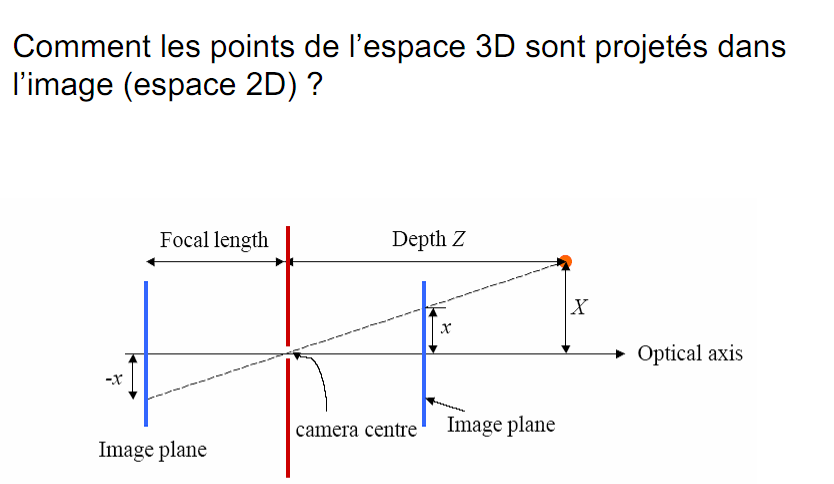 Comment les points de l'espace 3D sont projetés dans
l'image (espace 2D) ?
Focal length
Depth Z
X
x
Optical axis
-x
camera centre
Image plane
Image plane